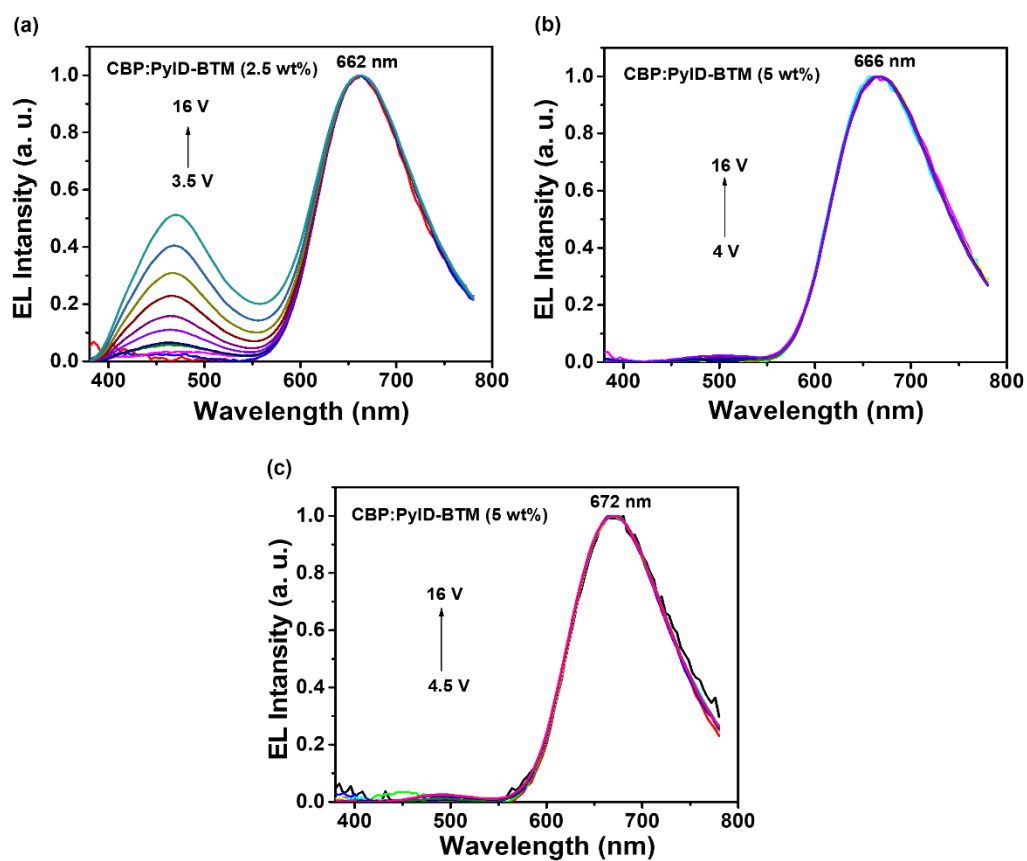 (a)
662 nm
CBP:PyID-BTM (2.5 wt%)
16 V
3.5 V
EL Intansity (a. u.)
1.0
0.8
0.6
0.4
0.2
0.0
400 500 600 700 800
Wavelength (nm)
(b)
666 nm
CBP:PyID-BTM (5 wt%)
16 V
4 V
EL Intansity (a. u.)
1.0
0.8
0.6
0.4
0.2
0.0
400 500 600 700 800
Wavelength (nm)
(c)
672 nm
CBP:PyID-BTM (5 wt%)
16 V
4.5 V
EL Intansity (a. u.)
1.0
0.8
0.6
0.4
0.2
0.0
400 500 600 700 800
Wavelength (nm)